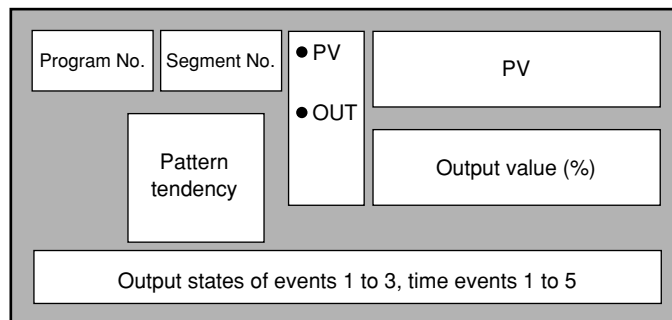 Program No.
Segment No.
● PV
● OUT
PV
Output value (%)
Pattern
tendency
Output states of events 1 to 3, time events 1 to 5